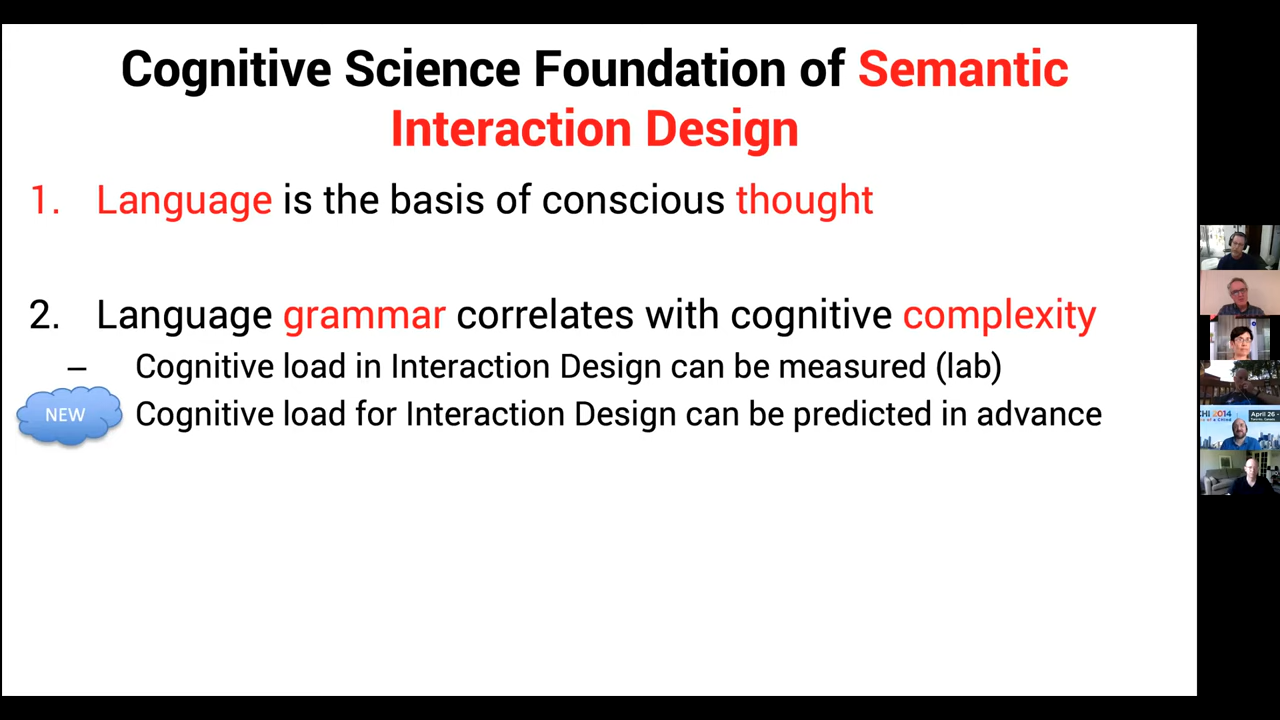 Cognitive Science Foundation of Semantic
Interaction Design
1. Language is the basis of conscious thought
2. Language grammar correlates with cognitive complexity
– Cognitive load in Interaction Design can be measured (lab)
NEW Cognitive load for Interaction Design can be predicted in advance
CHI 2014
April 26 -
Toronto, Canada